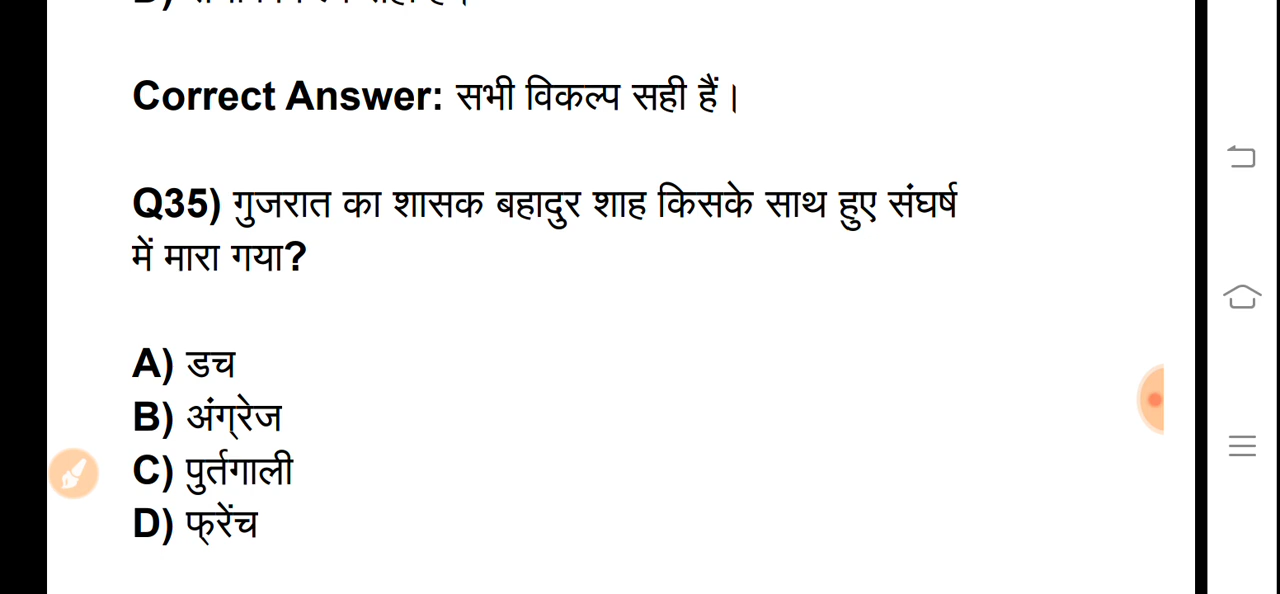 Correct Answer: सभी विकल्प सही हैं।
Q35) गुजरात का शासक बहादुर शाह किसके साथ हुए संघर्ष
में मारा गया?
A) डच
B) अंग्रेज
C) पुर्तगाली
D) फ्रेंच